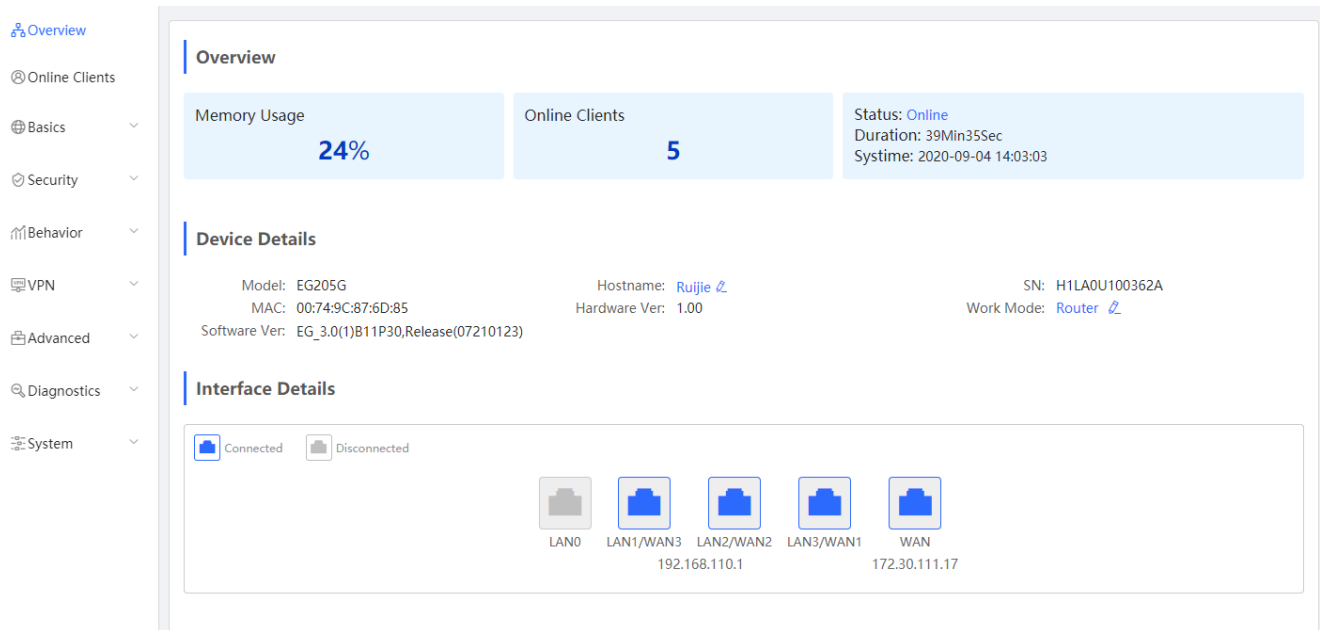 Overview
Online Clients
Basics
Security
Behavior
VPN
Advanced
Diagnostics
System
Overview
Memory Usage
24%
Online Clients
5
Status: Online
Duration: 39Min35Sec
Systime: 2020-09-04 14:03:03
Device Details
Model: EG205G
Hostname: Ruijie
SN: H1LA0U100362A
MAC: 00:74:9C:87:6D:85
Hardware Ver: 1.00
Work Mode: Router
Software Ver: EG_3.0(1)B11P30,Release(07210123)
Interface Details
Connected
Disconnected
LAN0
LAN1/WAN3
LAN2/WAN2
LAN3/WAN1
WAN
192.168.110.1
172.30.111.17